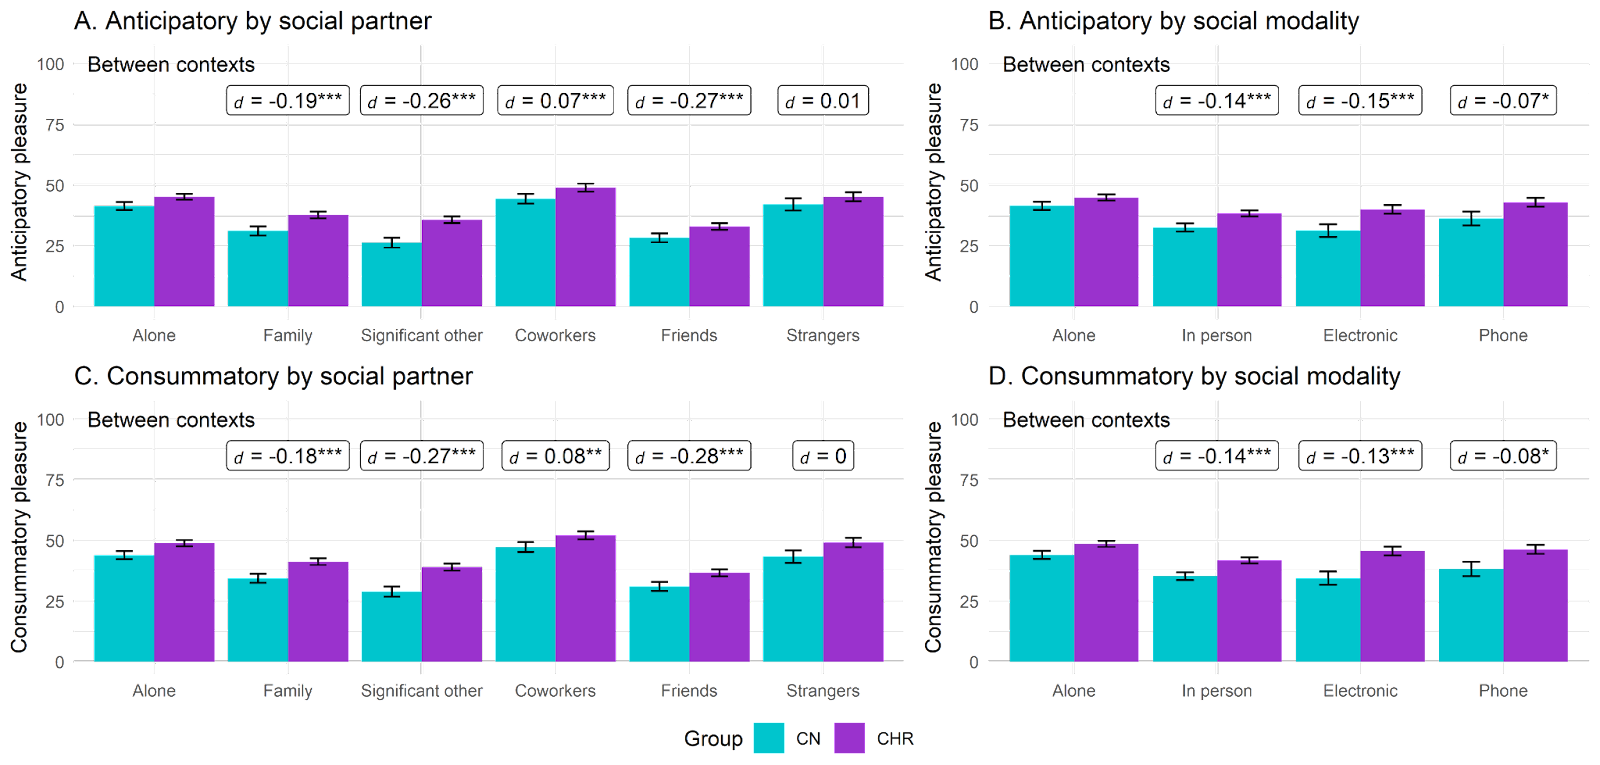 A. Anticipatory by social partner
Between contexts
d = -0.19*** d = -0.26*** d = 0.07*** d = -0.27*** d = 0.01
Anticipatory pleasure
100
75
50
25
0
Alone Family Significant other Coworkers Friends Strangers
B. Anticipatory by social modality
Between contexts
d = -0.14*** d = -0.15*** d = -0.07*
Anticipatory pleasure
100
75
50
25
0
Alone In person Electronic Phone
C. Consummatory by social partner
Between contexts
d = -0.18*** d = -0.27*** d = 0.08** d = -0.28*** d = 0
Consummatory pleasure
100
75
50
25
0
Alone Family Significant other Coworkers Friends Strangers
D. Consummatory by social modality
Between contexts
d = -0.14*** d = -0.13*** d = -0.08*
Consummatory pleasure
100
75
50
25
0
Alone In person Electronic Phone
Group CN CHR